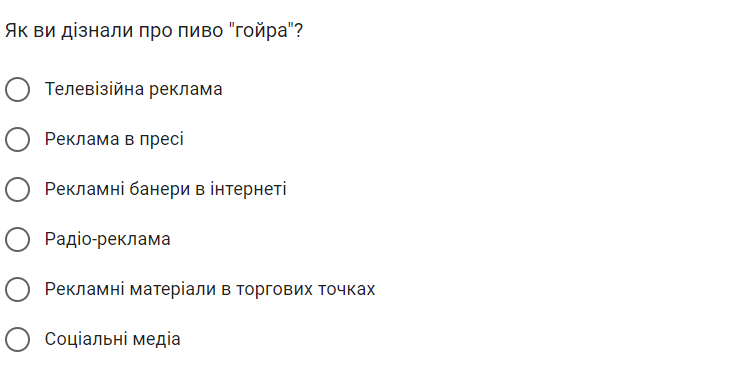 Як ви дізнали про пиво "гойра"?
Телевізійна реклама
Реклама в пресі
Рекламні банери в інтернеті
Радіо-реклама
Рекламні матеріали в торгових точках
Соціальні медіа